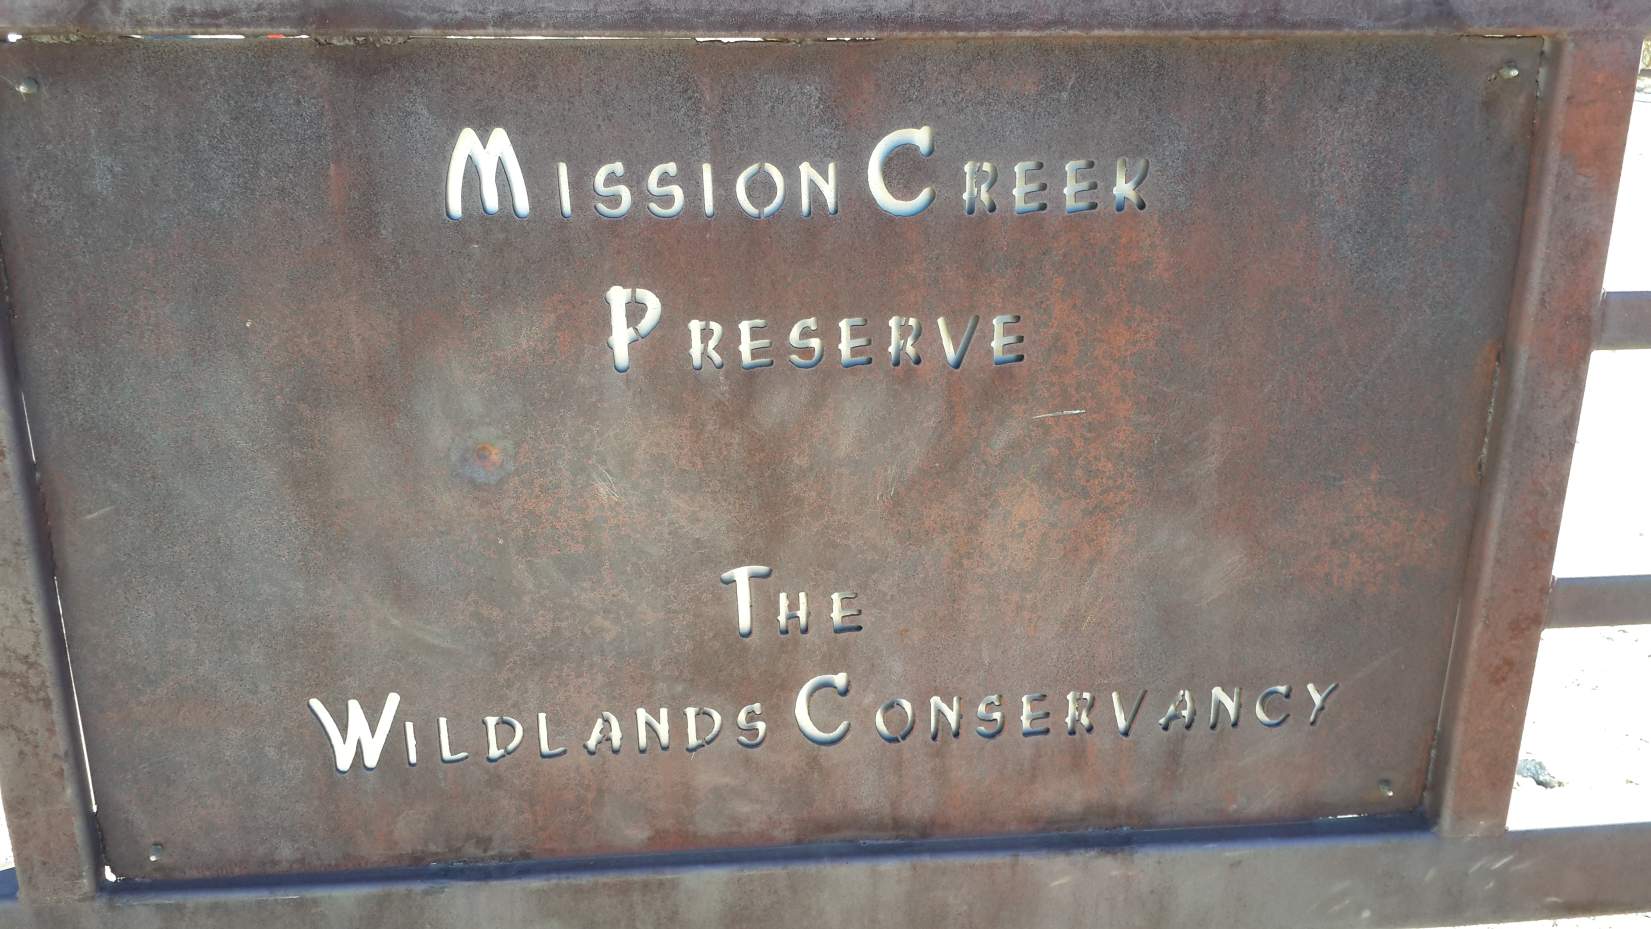 Mission Creek
Preserve
The
Wildlands Conservancy